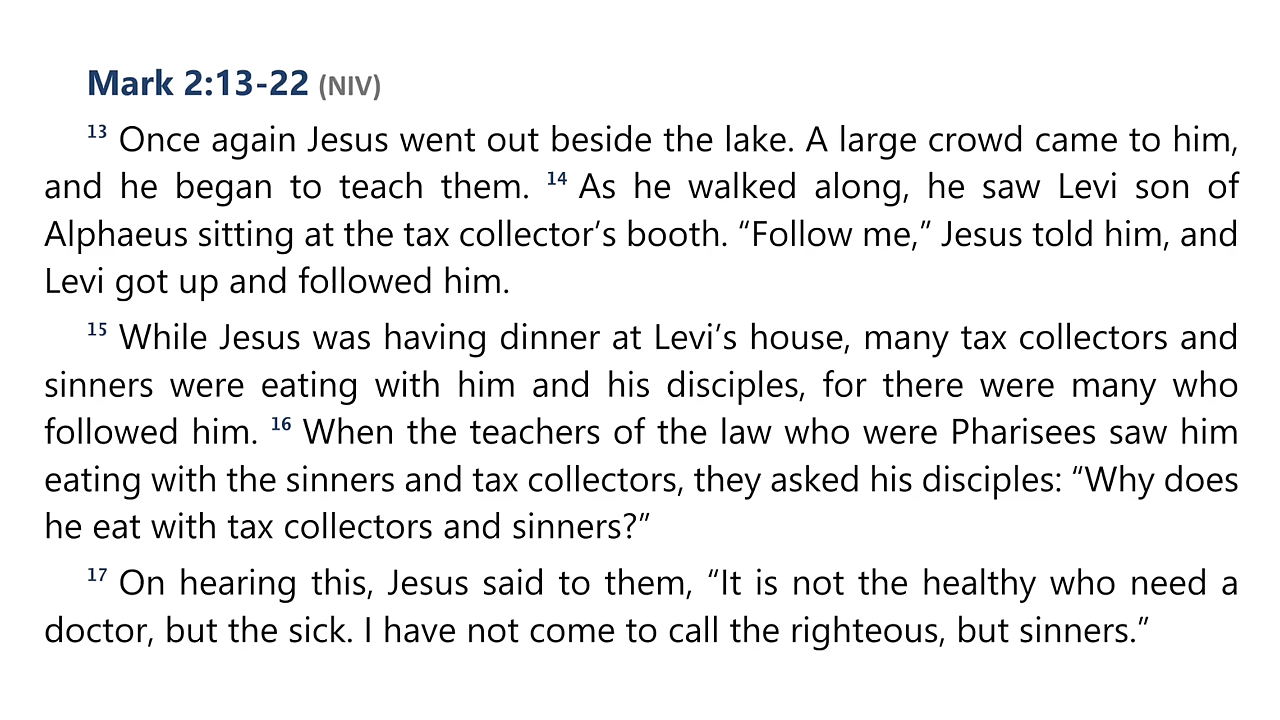 Mark 2:13-22 (NIV)
13 Once again Jesus went out beside the lake. A large crowd came to him,
and he began to teach them. 14 As he walked along, he saw Levi son of
Alphaeus sitting at the tax collector’s booth. “Follow me,” Jesus told him, and
Levi got up and followed him.
15 While Jesus was having dinner at Levi’s house, many tax collectors and
sinners were eating with him and his disciples, for there were many who
followed him. 16 When the teachers of the law who were Pharisees saw him
eating with the sinners and tax collectors, they asked his disciples: “Why does
he eat with tax collectors and sinners?”
17 On hearing this, Jesus said to them, “It is not the healthy who need a
doctor, but the sick. I have not come to call the righteous, but sinners.”